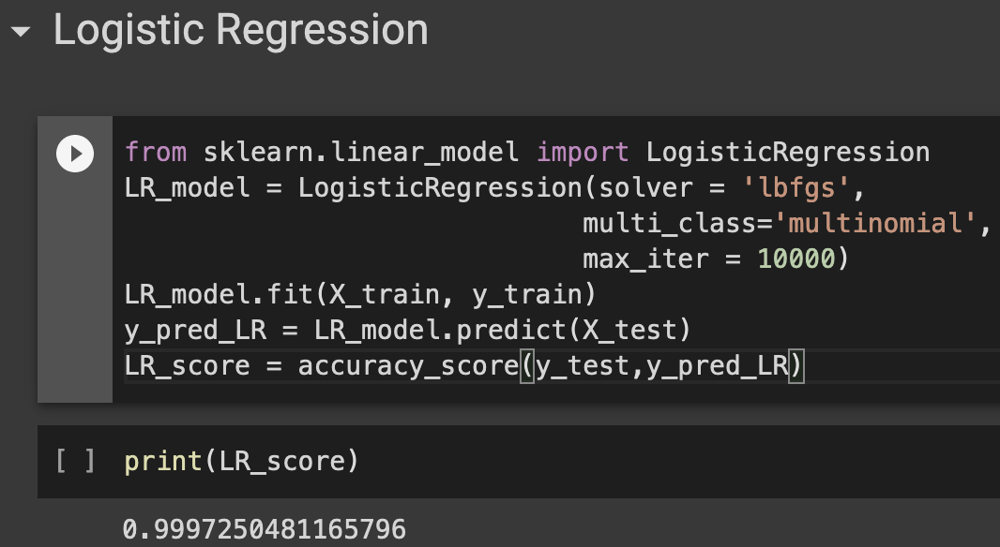 Logistic Regression
from sklearn.linear_model import LogisticRegression
LR_model = LogisticRegression(solver = 'lbfgs',
multi_class='multinomial',
max_iter = 10000)
LR_model.fit(X_train, y_train)
y_pred_LR = LR_model.predict(X_test)
LR_score = accuracy_score(y_test,y_pred_LR)
[ ] print(LR_score)
0.9997250481165796